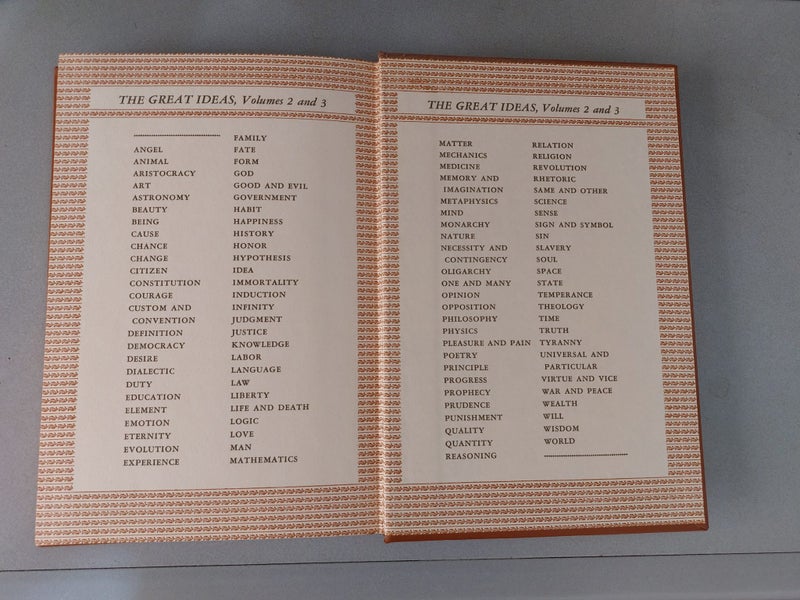 THE GREAT IDEAS, Volumes 2 and 3
ANGEL
ANIMAL
ARISTOCRACY
ART
ASTRONOMY
BEAUTY
BEING
CAUSE
CHANCE
CHANGE
CITIZEN
CONSTITUTION
COURAGE
CUSTOM AND
CONVENTION
DEFINITION
DEMOCRACY
DESIRE
DIALECTIC
DUTY
EDUCATION
ELEMENT
EMOTION
ETERNITY
EVOLUTION
EXPERIENCE
FAMILY
FATE
FORM
GOD
GOOD AND EVIL
GOVERNMENT
HABIT
HAPPINESS
HISTORY
HONOR
HYPOTHESIS
IDEA
IMMORTALITY
INDUCTION
INFINITY
JUDGMENT
JUSTICE
KNOWLEDGE
LABOR
LANGUAGE
LAW
LIBERTY
LIFE AND DEATH
LOGIC
LOVE
MAN
MATHEMATICS
THE GREAT IDEAS, Volumes 2 and 3
MATTER
MECHANICS
MEDICINE
MEMORY AND
IMAGINATION
METAPHYSICS
MIND
MONARCHY
NATURE
NECESSITY AND
CONTINGENCY
OLIGARCHY
ONE AND MANY
OPINION
OPPOSITION
PHILOSOPHY
PHYSICS
PLEASURE AND PAIN
POETRY
PRINCIPLE
PROGRESS
PROPHECY
PRUDENCE
PUNISHMENT
QUALITY
QUANTITY
REASONING
RELATION
RELIGION
REVOLUTION
RHETORIC
SAME AND OTHER
SCIENCE
SENSE
SIGN AND SYMBOL
SIN
SLAVERY
SOUL
SPACE
STATE
TEMPERANCE
THEOLOGY
TIME
TRUTH
TYRANNY
UNIVERSAL AND
PARTICULAR
VIRTUE AND VICE
WAR AND PEACE
WEALTH
WILL
WISDOM
WORLD